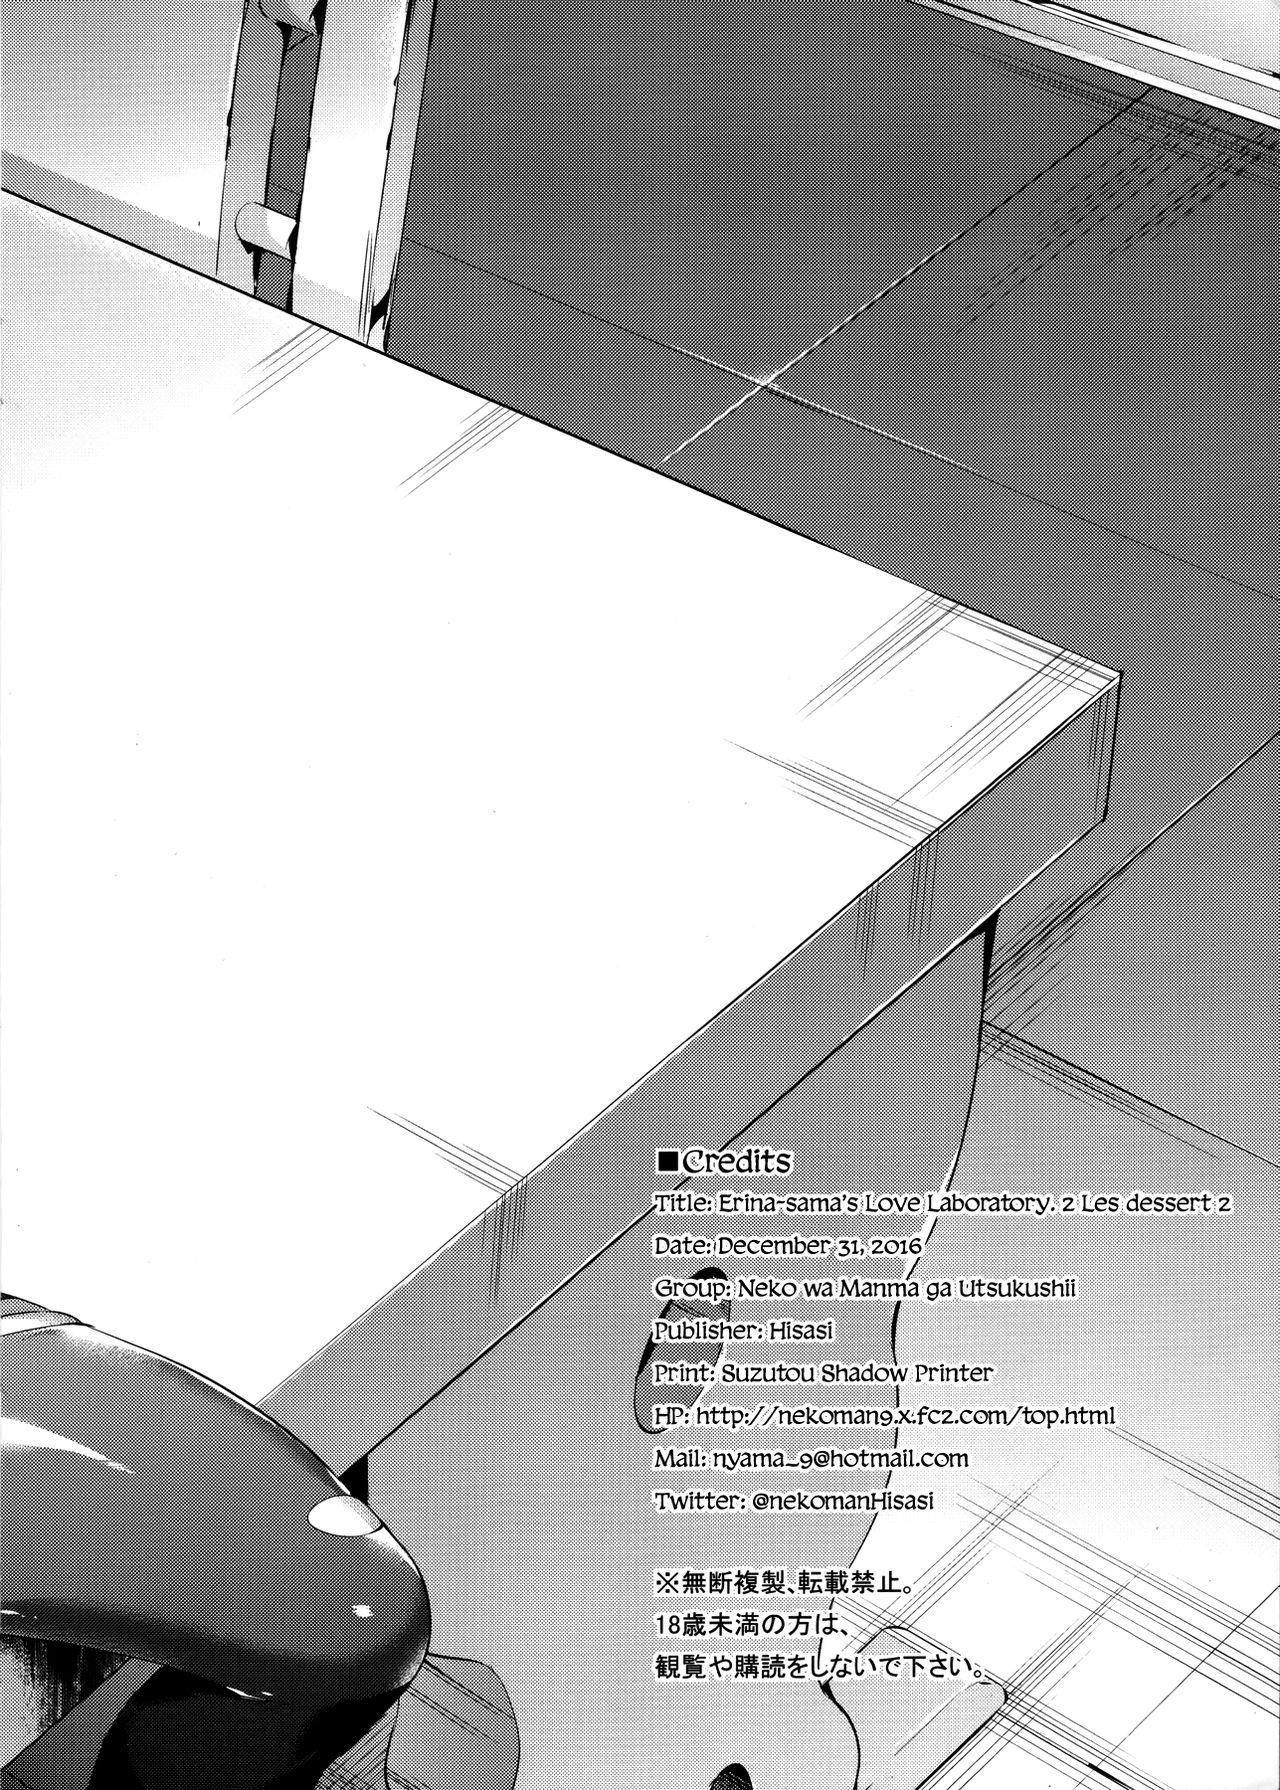 ■Credits
Title: Erina-sama's Love Laboratory. 2 Les dessert 2
Date: December 31, 2016
Group: Neko wa Manma ga Utsukushii
Publisher: Hisasi
Print: Suzutou Shadow Printer
HP: http://nekoman9.x.fc2.com/top.html
Mail: nyama_9@hotmail.com
Twitter: @nekomanHisasi
※無断複製、転載禁止。
18歳未満の方は、
観覧や購読をしないで下さい。